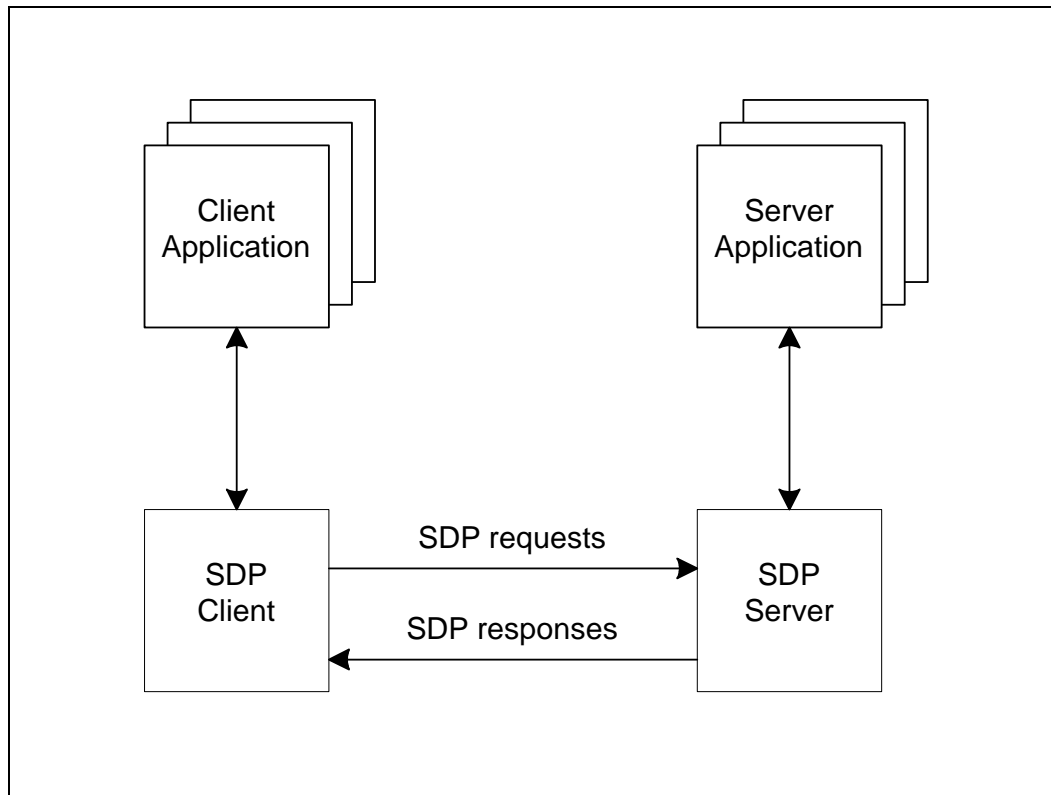 Client
Application
Server
Application
SDP requests
SDP
Client
SDP
Server
SDP responses